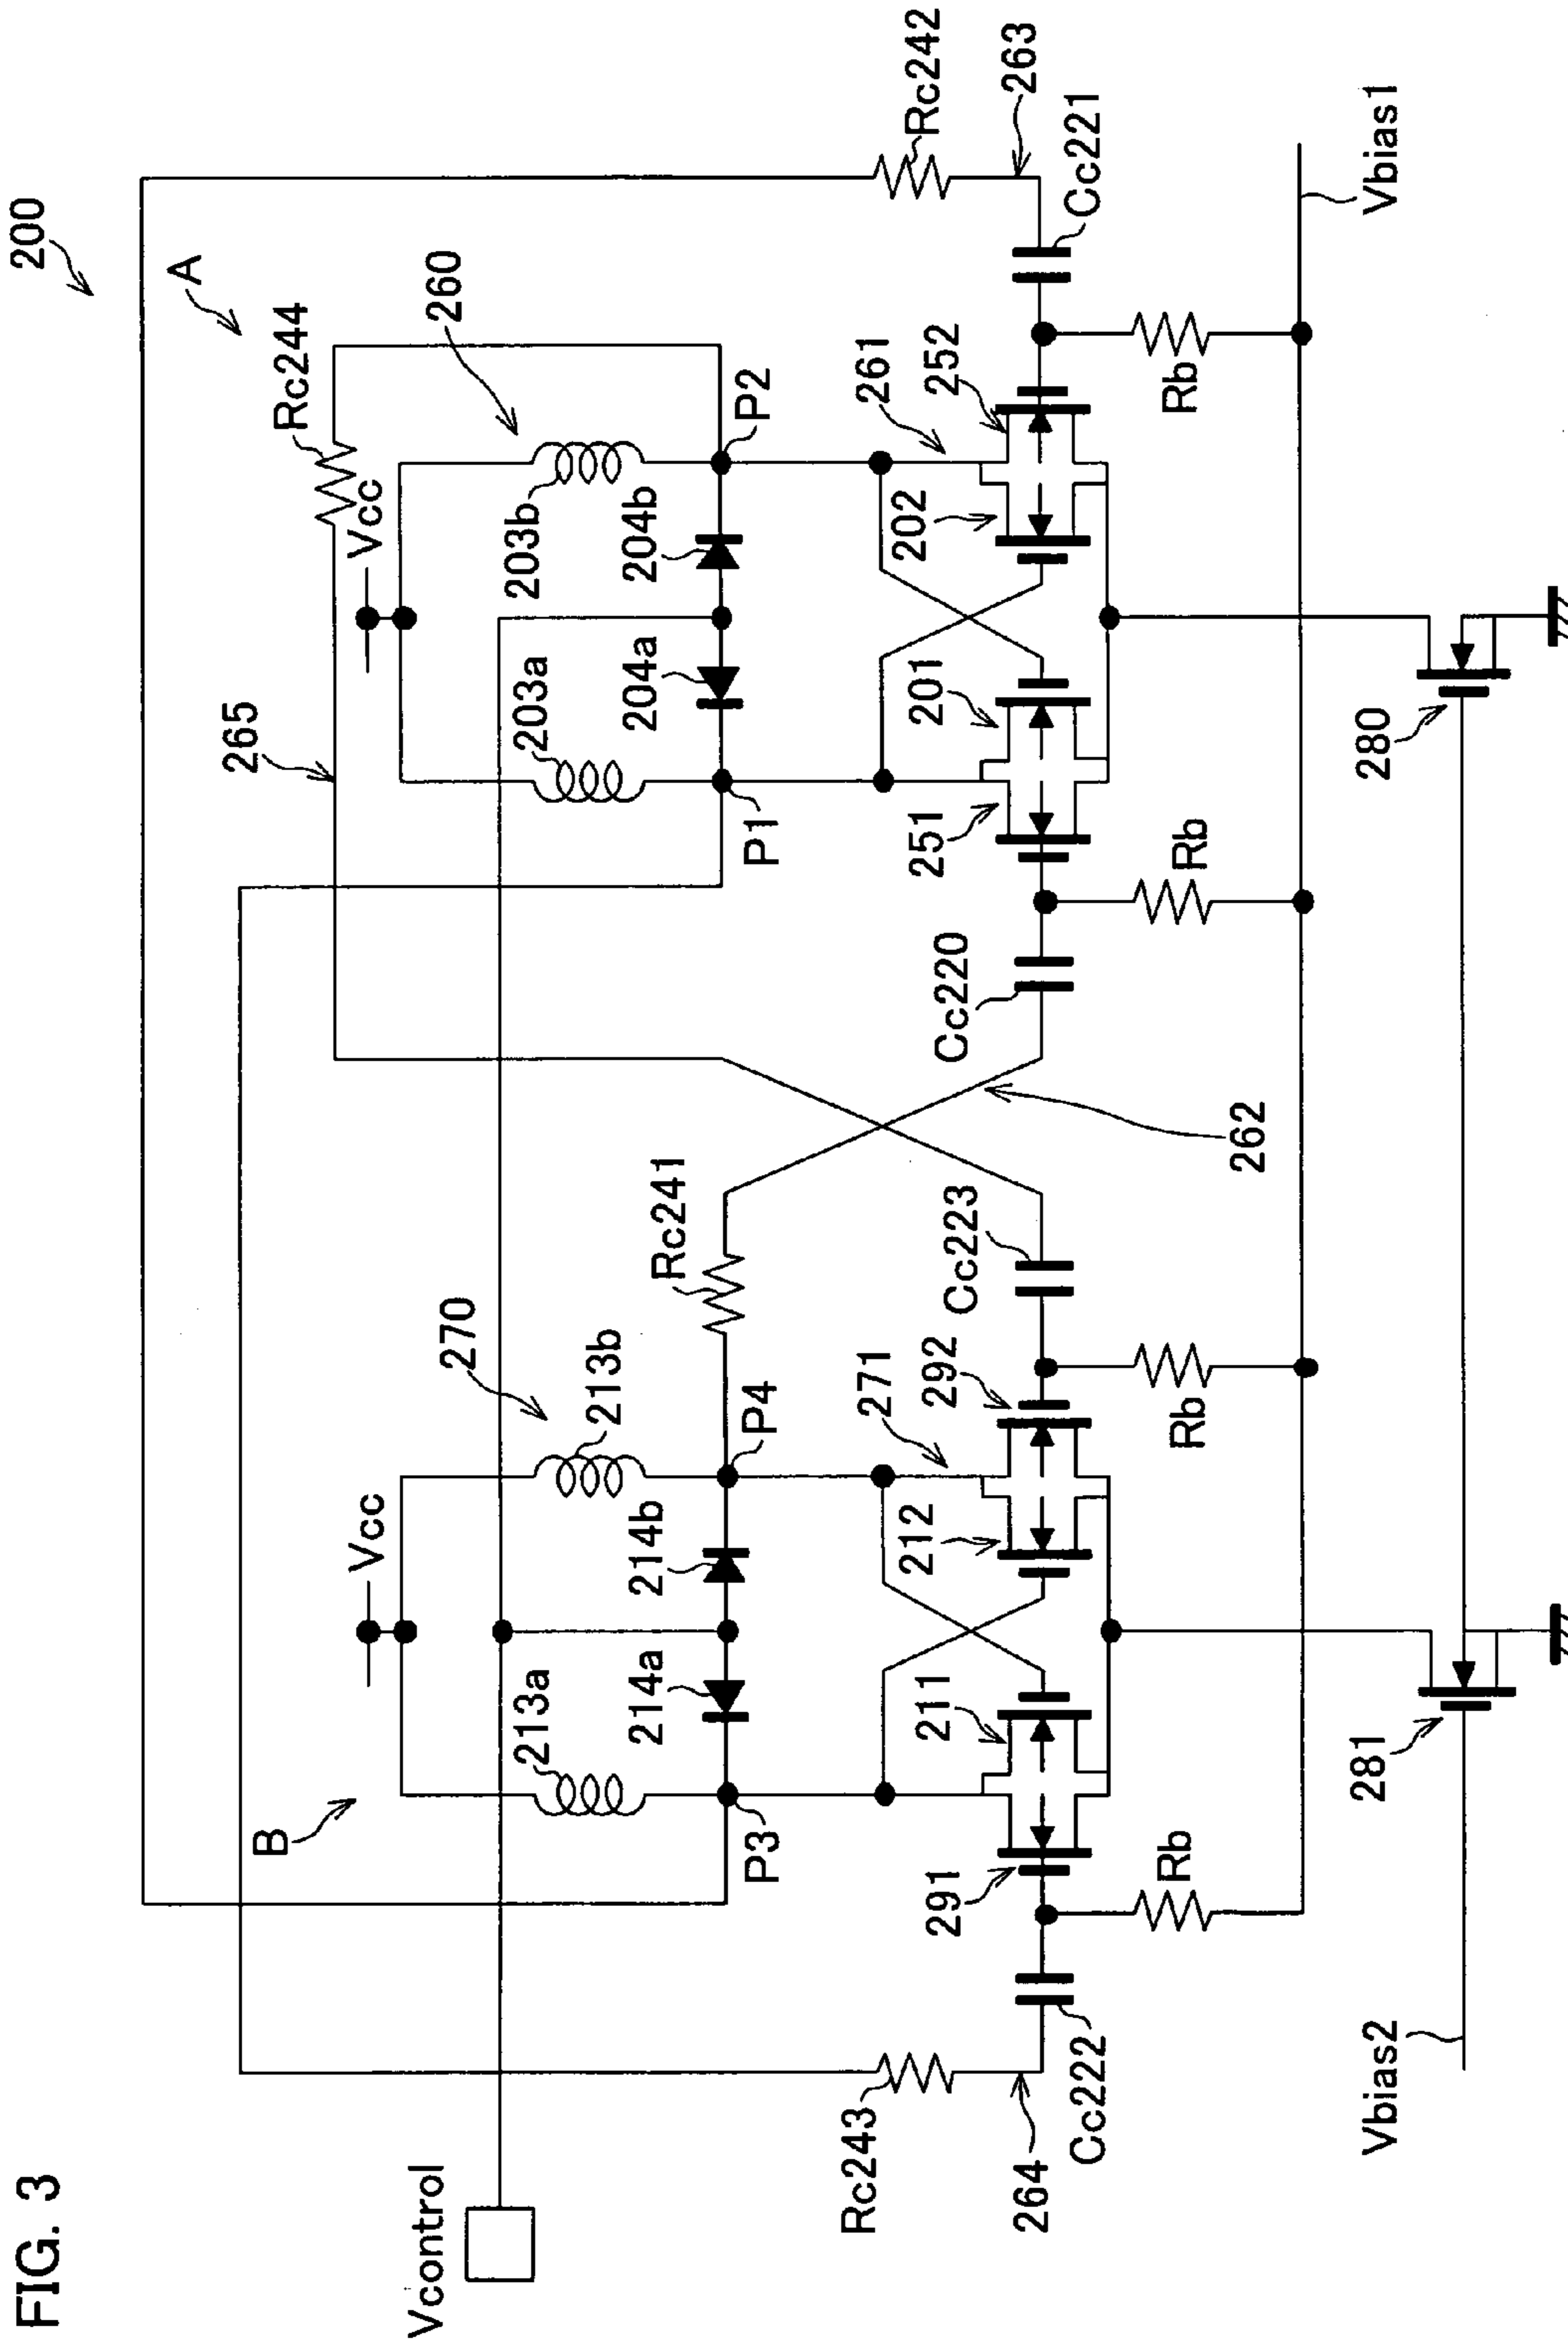 FIG. 3
200
A
B
Vcontrol
Vcc
Vcc
Rc244
265
260
270
203a
203b
204a
204b
213a
213b
214a
214b
P1
P2
P3
P4
Rc241
Rc242
Rc243
263
264
262
261
271
251
201
202
252
291
211
212
292
Cc220
Cc221
Cc222
Cc223
Rb
Rb
Rb
Rb
Vbias1
Vbias2
280
281